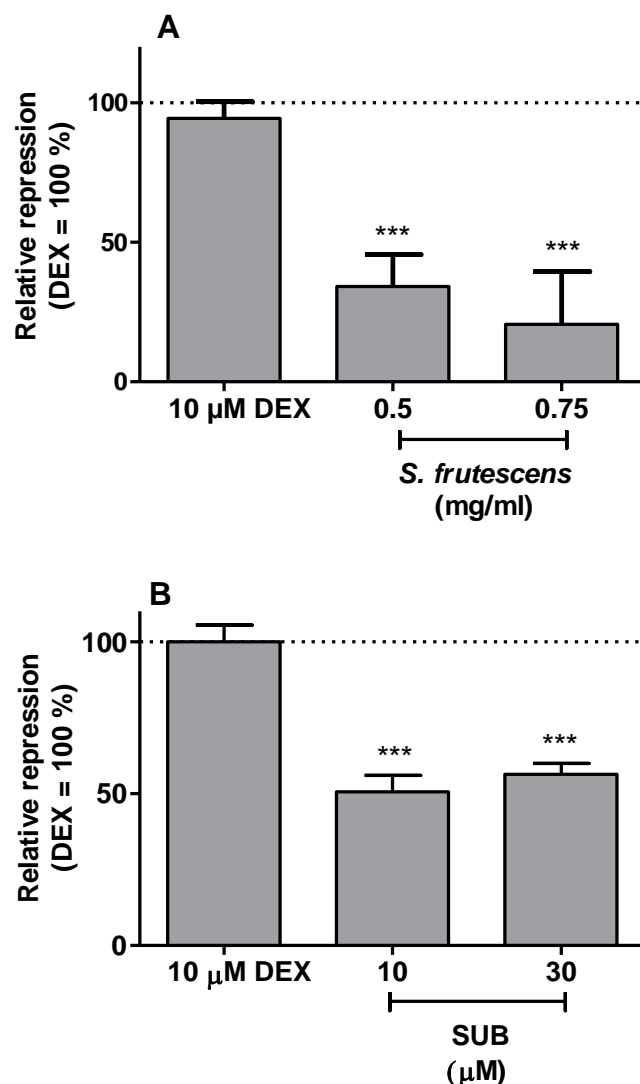 A
Relative repression
(DEX = 100 %)
100
50
0
***
***
10 µM DEX
0.5
0.75
S. frutescens
(mg/ml)
B
Relative repression
(DEX = 100 %)
100
50
0
***
***
10 µM DEX
10
30
SUB
(µM)